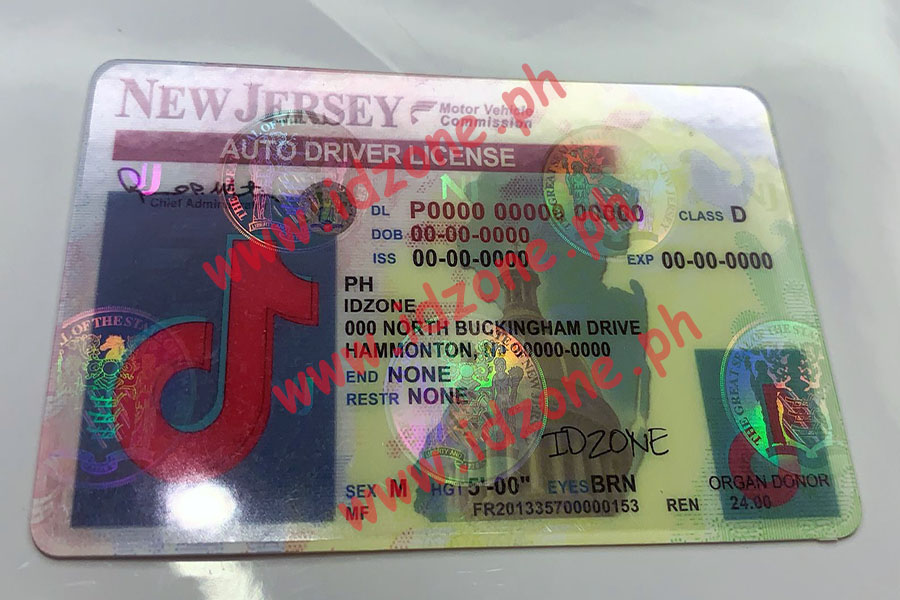 NEW JERSEY
Motor Vehicle
Commission
AUTO DRIVER LICENSE
N
DL P0000 00000 00000 CLASS D
DOB 00-00-0000
ISS 00-00-0000 EXP 00-00-0000
PH
IDZONE
000 NORTH BUCKINGHAM DRIVE
HAMMONTON, NJ 00000-0000
END NONE
RESTR NONE
IDZONE
SEX M HGT 5'-00" EYES BRN
ORGAN DONOR
MF FR201335700000153 REN 24.00
www.idzone.ph
www.idzone.ph
www.idzone.ph